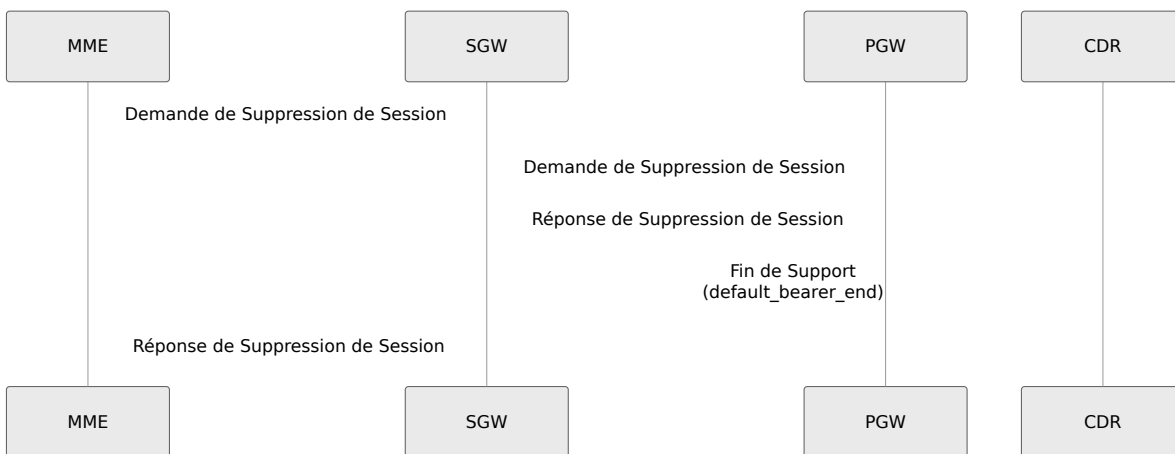 MME
SGW
PGW
CDR
Demande de Suppression de Session
Demande de Suppression de Session
Réponse de Suppression de Session
Fin de Support
(default_bearer_end)
Réponse de Suppression de Session
MME
SGW
PGW
CDR